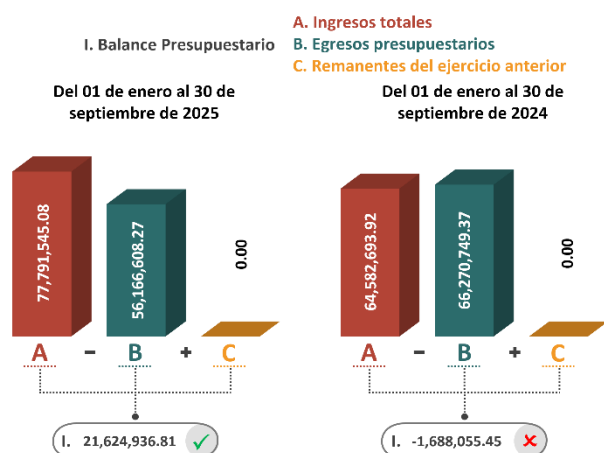 A. Ingresos totales
I. Balance Presupuestario
B. Egresos presupuestarios
C. Remanentes del ejercicio anterior
Del 01 de enero al 30 de
septiembre de 2025
77,791,545.08
56,166,608.27
0.00
A – B + C
I. 21,624,936.81
Del 01 de enero al 30 de
septiembre de 2024
64,582,693.92
66,270,749.37
0.00
A – B + C
I. -1,688,055.45